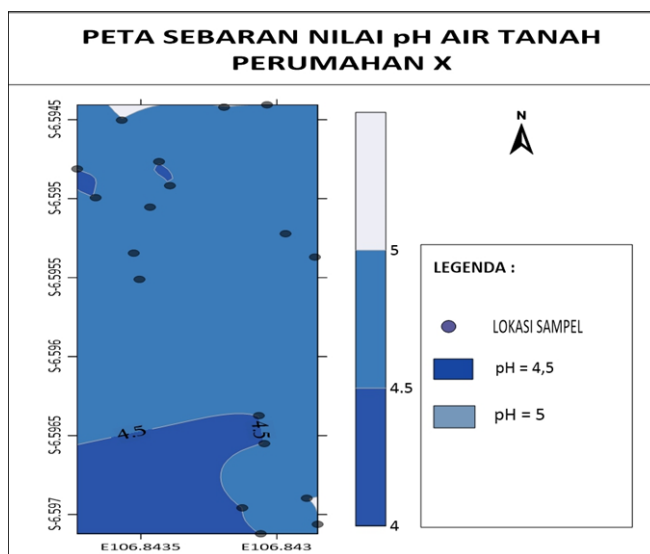 PETA SEBARAN NILAI pH AIR TANAH
PERUMAHAN X
S-6.5945
S-6.595
S-6.5955
S-6.596
S-6.5965
S-6.597
4.5
4.5
E106.8435
E106.843
5
4.5
4
N
LEGENDA :
LOKASI SAMPEL
pH = 4,5
pH = 5